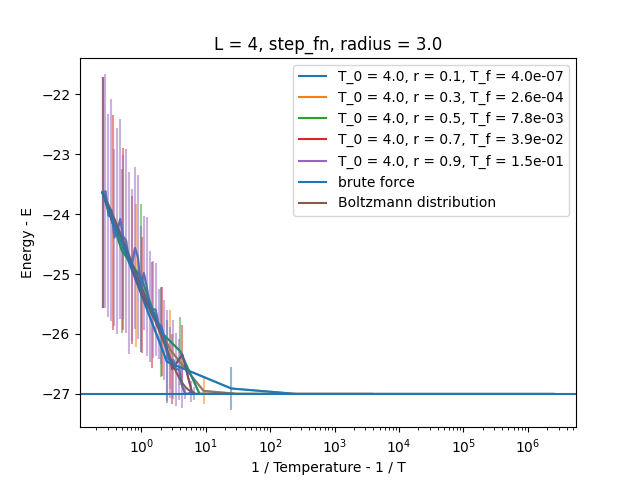 L = 4, step_fn, radius = 3.0
T_0 = 4.0, r = 0.1, T_f = 4.0e-07
T_0 = 4.0, r = 0.3, T_f = 2.6e-04
T_0 = 4.0, r = 0.5, T_f = 7.8e-03
T_0 = 4.0, r = 0.7, T_f = 3.9e-02
T_0 = 4.0, r = 0.9, T_f = 1.5e-01
brute force
Boltzmann distribution
Energy - E
−22
−23
−24
−25
−26
−27
10⁰ 10¹ 10² 10³ 10⁴ 10⁵ 10⁶
1 / Temperature - 1 / T